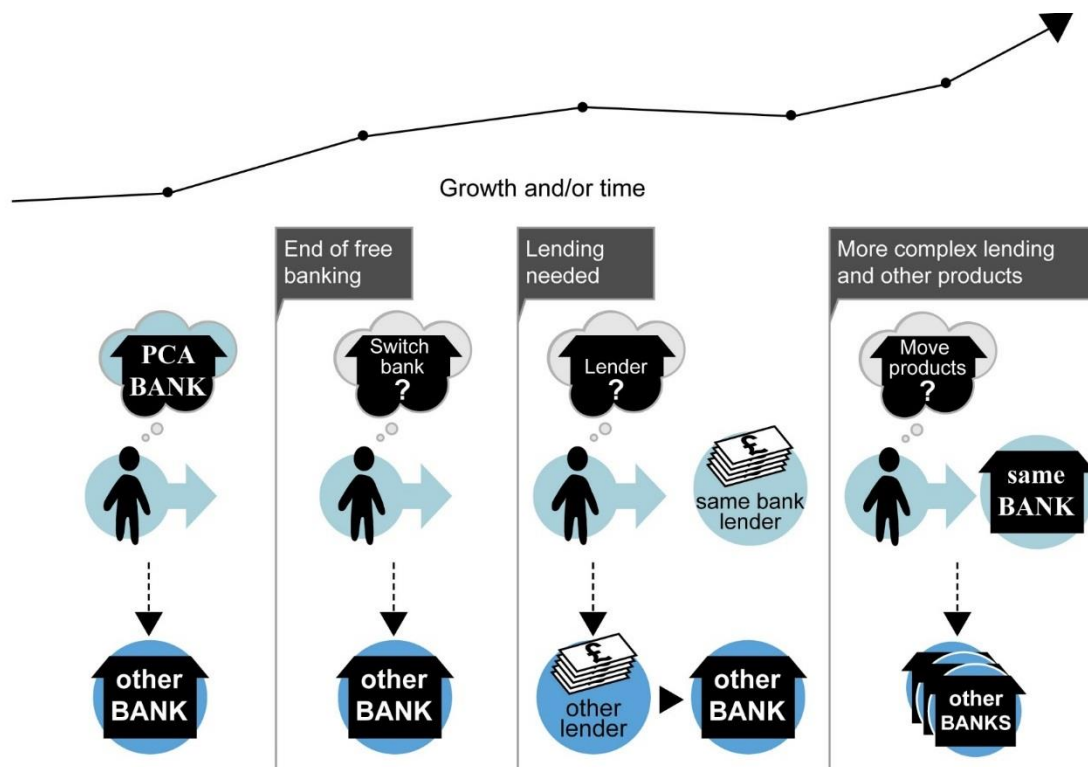 Growth and/or time
End of free
banking
Lending
needed
More complex lending
and other products
PCA
BANK
Switch
bank
?
Lender
?
Move
products
?
£
same bank
lender
same
BANK
other
BANK
other
BANK
£
other
lender
other
BANK
other
BANKS